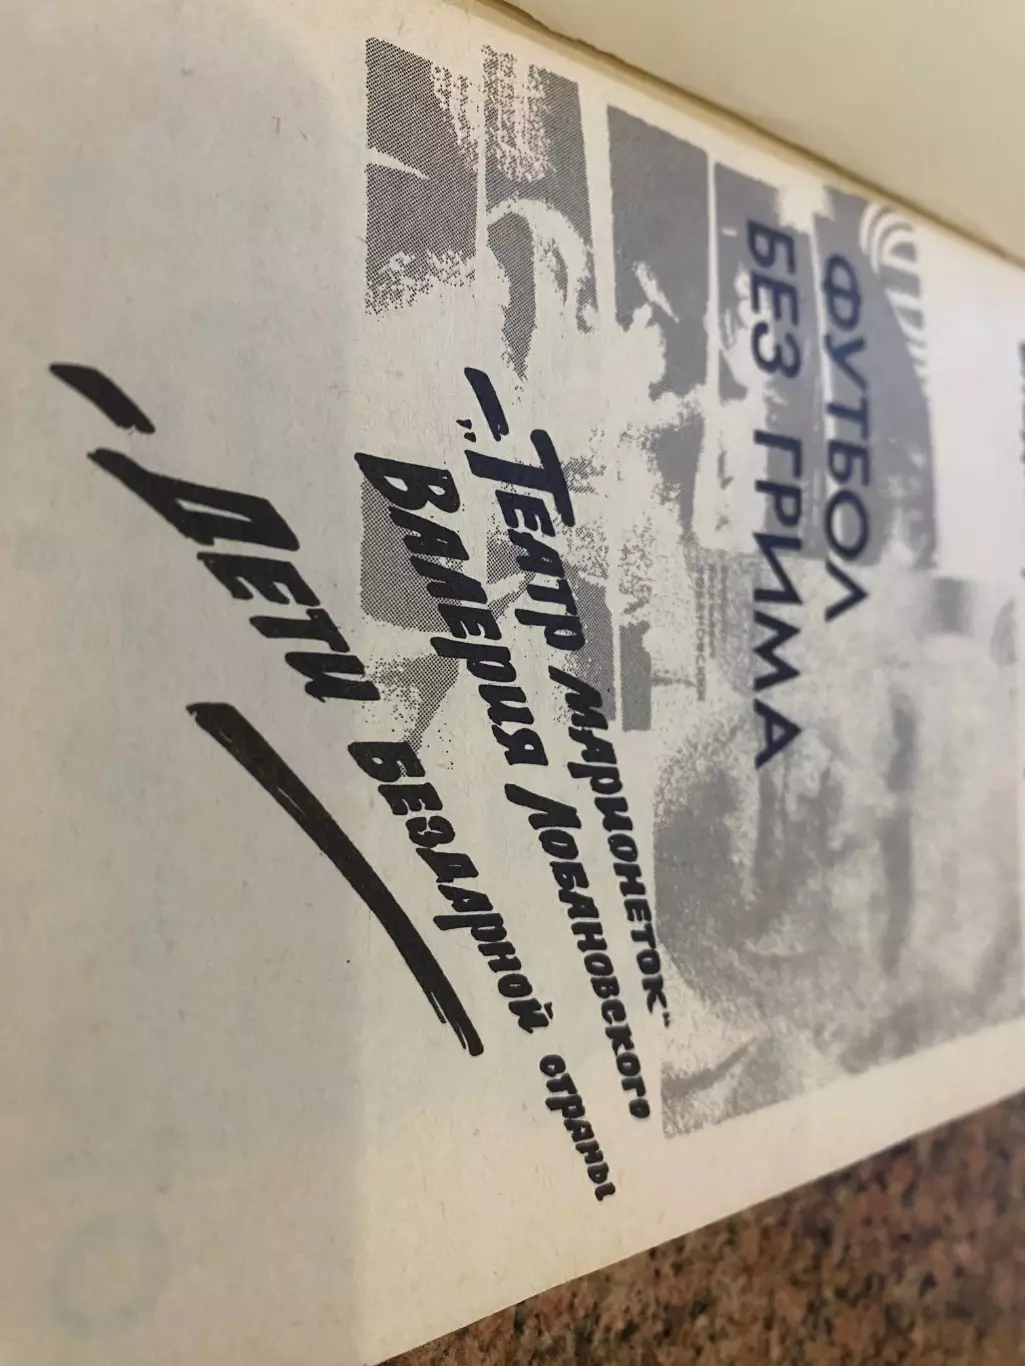 ФУТБОЛ
БЕЗ ГРИМА
– „Театр марионеток“
Валерия Лобановского
– Дети бездарной страны